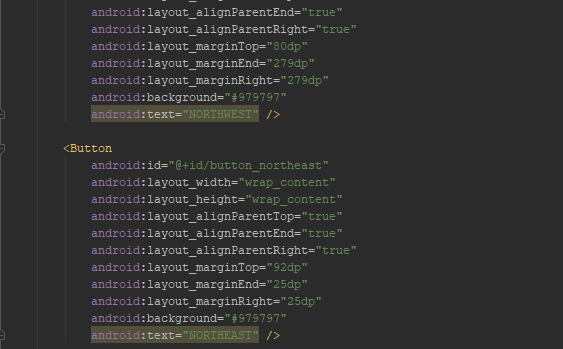 android:layout_alignParentEnd="true"
android:layout_alignParentRight="true"
android:layout_marginTop="80dp"
android:layout_marginEnd="279dp"
android:layout_marginRight="279dp"
android:background="#979797"
android:text="NORTHWEST" />
<Button
android:id="@+id/button_northeast"
android:layout_width="wrap_content"
android:layout_height="wrap_content"
android:layout_alignParentTop="true"
android:layout_alignParentEnd="true"
android:layout_alignParentRight="true"
android:layout_marginTop="92dp"
android:layout_marginEnd="25dp"
android:layout_marginRight="25dp"
android:background="#979797"
android:text="NORTHEAST" />